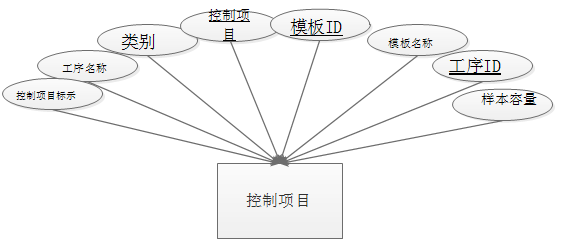 控制项
目
模板ID
类别
模板名称
工序名称
工序ID
控制项目标示
样本容量
控制项目